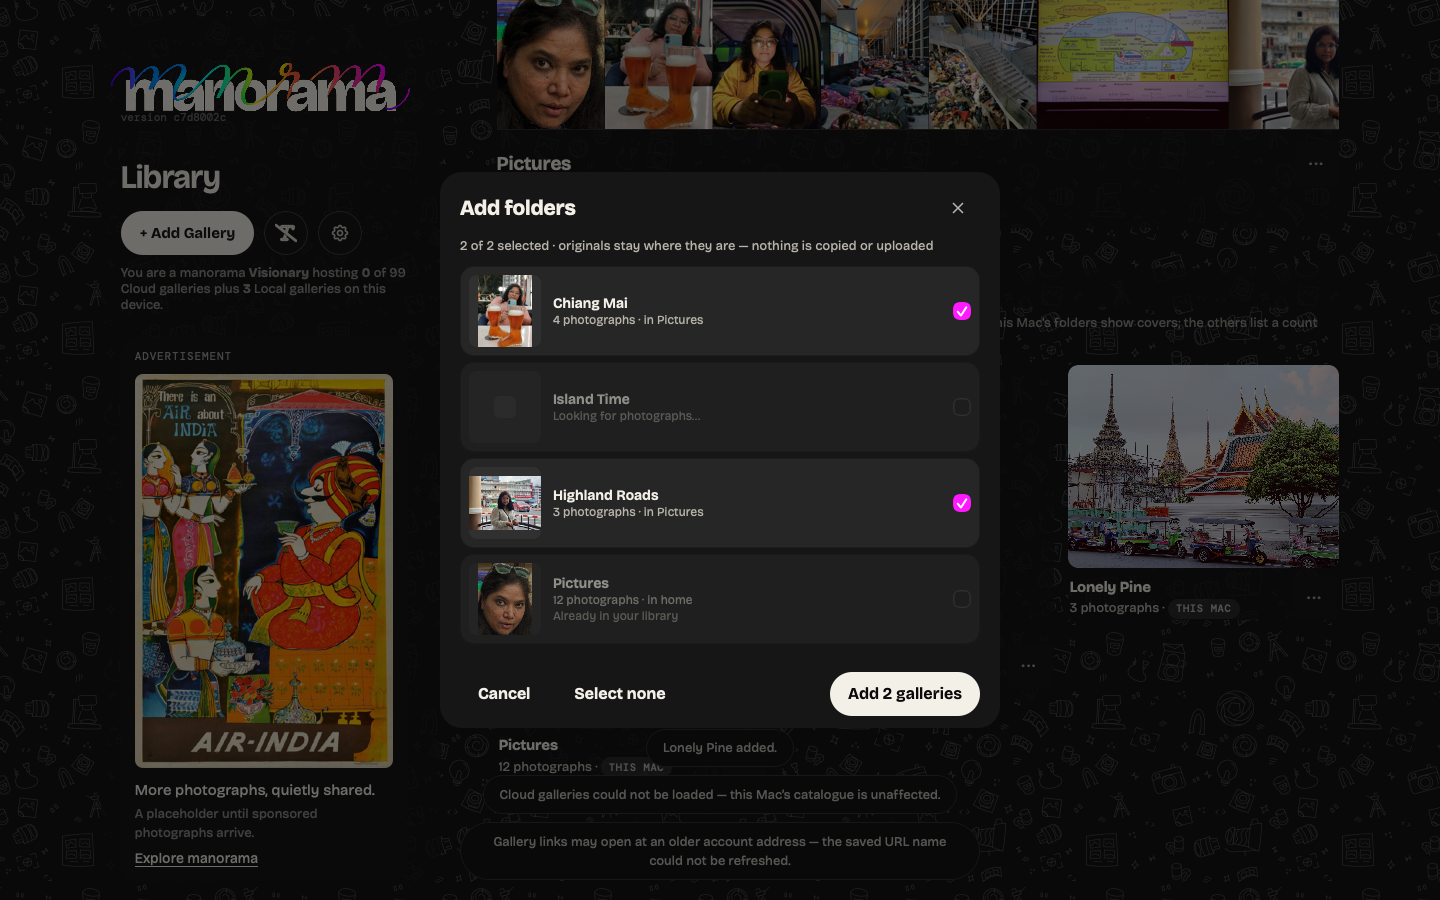 manorama
version c7d8002c
Library
+ Add Gallery
You are a manorama Visionary hosting 0 of 99
Cloud galleries plus 3 Local galleries on this
device.
ADVERTISEMENT
There is an
AIR about
INDIA
AIR-INDIA
More photographs, quietly shared.
A placeholder until sponsored
photographs arrive.
Explore manorama
Pictures
Add folders
2 of 2 selected · originals stay where they are — nothing is copied or uploaded
Chiang Mai
4 photographs · in Pictures
Island Time
Looking for photographs…
Highland Roads
3 photographs · in Pictures
Pictures
12 photographs · in home
Already in your library
Cancel
Select none
Add 2 galleries
his Mac's folders show covers; the others list a count
Lonely Pine
3 photographs · THIS MAC
Pictures
12 photographs · THIS MAC
Lonely Pine added.
Cloud galleries could not be loaded — this Mac's catalogue is unaffected.
Gallery links may open at an older account address — the saved URL name
could not be refreshed.